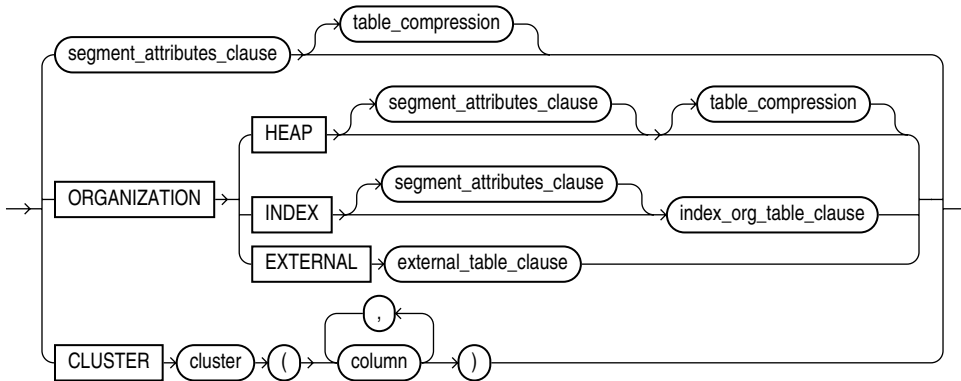 table_compression
segment_attributes_clause
segment_attributes_clause table_compression
HEAP
segment_attributes_clause
ORGANIZATION
INDEX index_org_table_clause
EXTERNAL external_table_clause
,
CLUSTER cluster ( column )